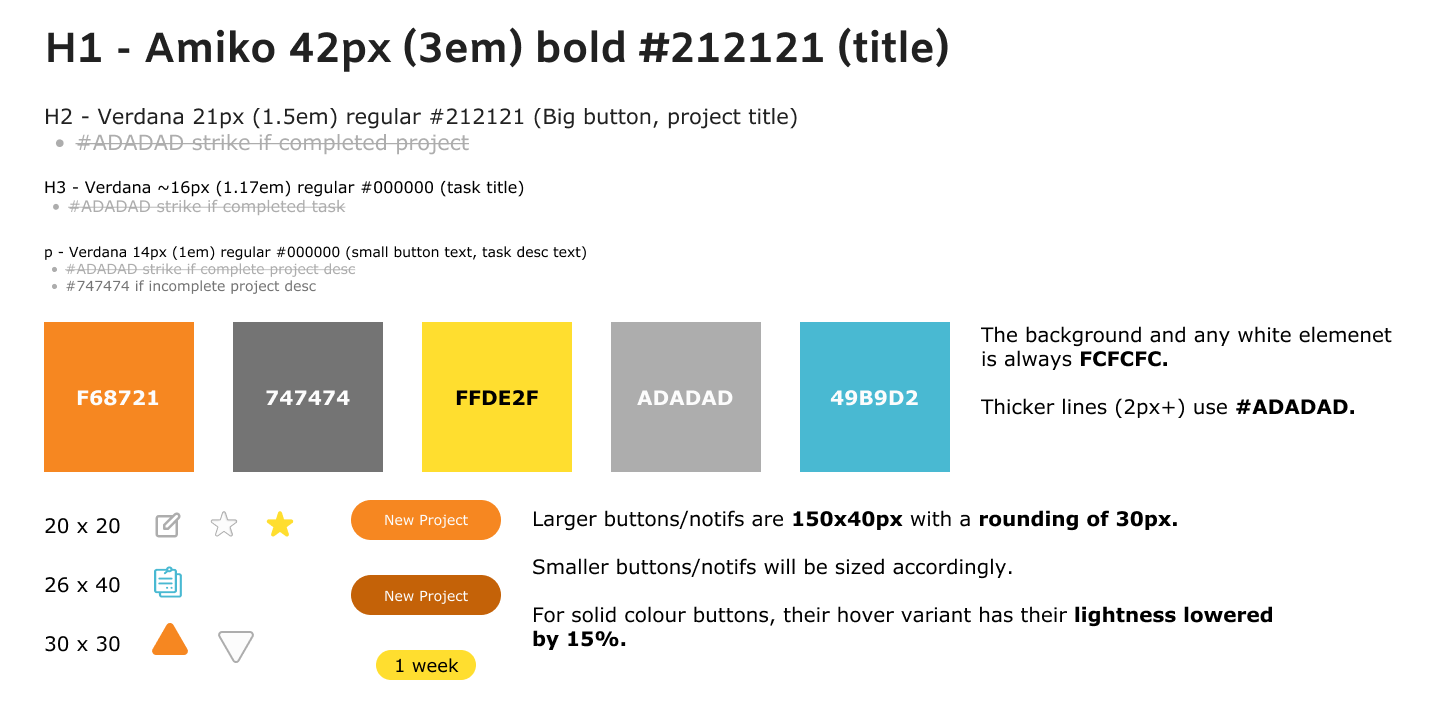 H1 - Amiko 42px (3em) bold #212121 (title)
H2 - Verdana 21px (1.5em) regular #212121 (Big button, project title)
• #ADADAD strike if completed project
H3 - Verdana ~16px (1.17em) regular #000000 (task title)
• #ADADAD strike if completed task
p - Verdana 14px (1em) regular #000000 (small button text, task desc text)
• #ADADAD strike if complete project desc
• #747474 if incomplete project desc
F68721
747474
FFDE2F
ADADAD
49B9D2
The background and any white elemenet
is always FCFCFC.
Thicker lines (2px+) use #ADADAD.
20 x 20
26 x 40
30 x 30
New Project
New Project
1 week
Larger buttons/notifs are 150x40px with a rounding of 30px.
Smaller buttons/notifs will be sized accordingly.
For solid colour buttons, their hover variant has their lightness lowered
by 15%.